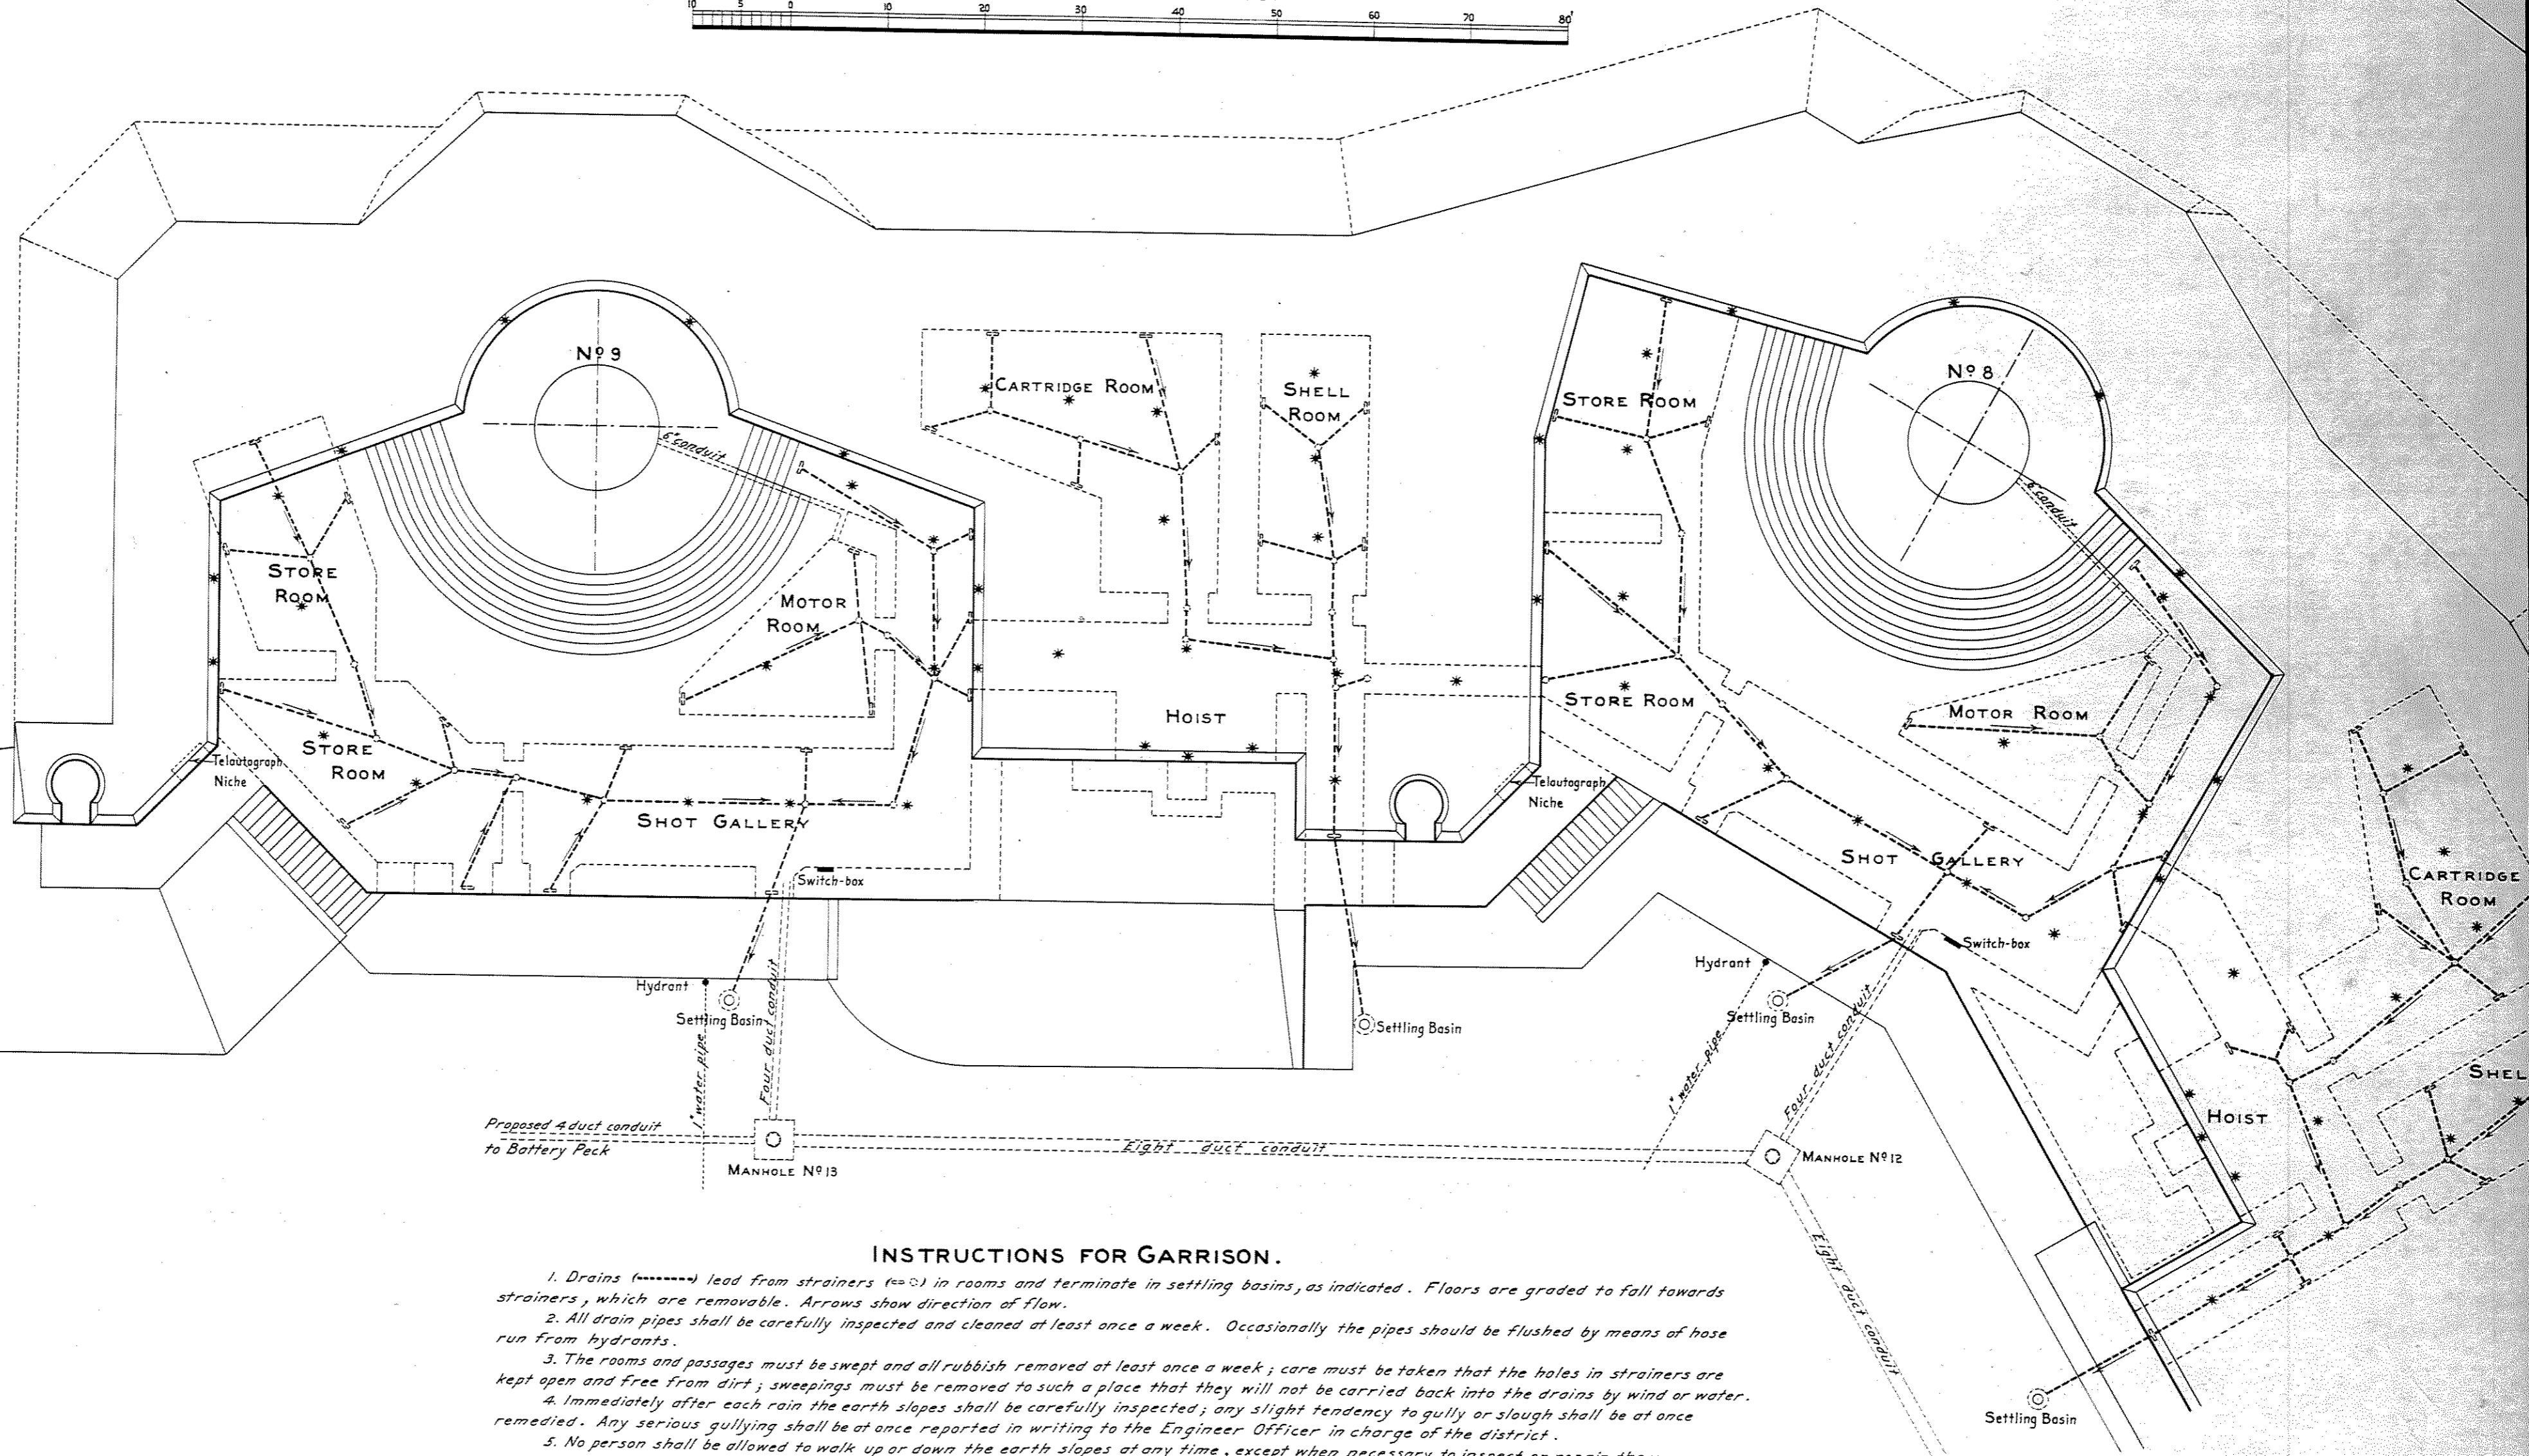 10 5 0 10 20 30 40 50 60 70 80'
Nº 9
6" conduit
CARTRIDGE ROOM
SHELL
ROOM
STORE ROOM
Nº 8
6" conduit
STORE
ROOM
MOTOR
ROOM
HOIST
STORE ROOM
MOTOR ROOM
STORE
ROOM
Telautograph
Niche
Telautograph
Niche
SHOT GALLERY
Switch-box
SHOT GALLERY
CARTRIDGE
ROOM
Switch-box
Hydrant
Settling Basin
Four duct conduit
1" water pipe
Settling Basin
Hydrant
Settling Basin
1" water pipe
Four duct conduit
SHEL
HOIST
Proposed 4 duct conduit
to Battery Peck
MANHOLE Nº 13
Eight duct conduit
MANHOLE Nº 12
Eight duct conduit
Settling Basin
INSTRUCTIONS FOR GARRISON.
1. Drains (--------) lead from strainers (▭ ○) in rooms and terminate in settling basins, as indicated. Floors are graded to fall towards
strainers, which are removable. Arrows show direction of flow.
2. All drain pipes shall be carefully inspected and cleaned at least once a week. Occasionally the pipes should be flushed by means of hose
run from hydrants.
3. The rooms and passages must be swept and all rubbish removed at least once a week; care must be taken that the holes in strainers are
kept open and free from dirt; sweepings must be removed to such a place that they will not be carried back into the drains by wind or water.
4. Immediately after each rain the earth slopes shall be carefully inspected; any slight tendency to gully or slough shall be at once
remedied. Any serious gullying shall be at once reported in writing to the Engineer Officer in charge of the district.
5. No person shall be allowed to walk up or down the earth slopes at any time, except when necessary to inspect or repair them